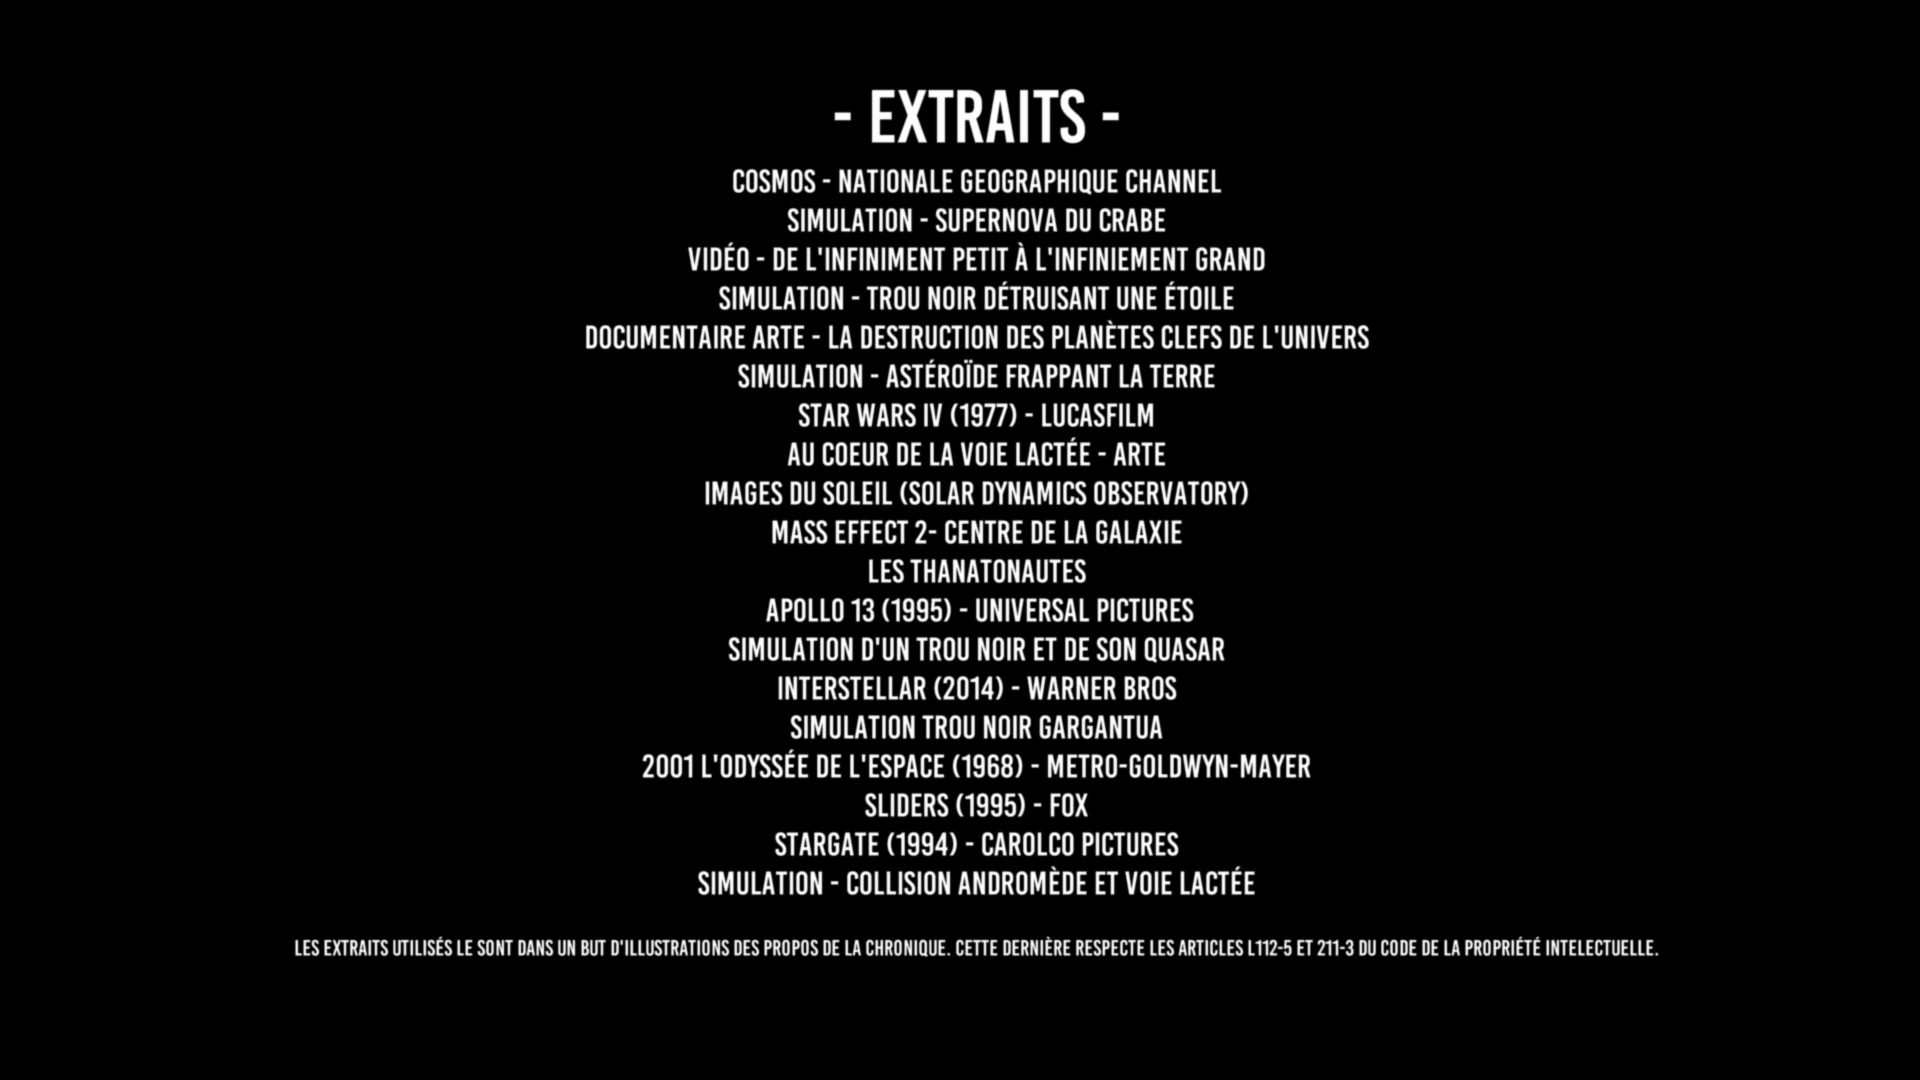 - EXTRAITS -
COSMOS - NATIONALE GEOGRAPHIQUE CHANNEL
SIMULATION - SUPERNOVA DU CRABE
VIDÉO - DE L'INFINIMENT PETIT À L'INFINIEMENT GRAND
SIMULATION - TROU NOIR DÉTRUISANT UNE ÉTOILE
DOCUMENTAIRE ARTE - LA DESTRUCTION DES PLANÈTES CLEFS DE L'UNIVERS
SIMULATION - ASTÉROÏDE FRAPPANT LA TERRE
STAR WARS IV (1977) - LUCASFILM
AU COEUR DE LA VOIE LACTÉE - ARTE
IMAGES DU SOLEIL (SOLAR DYNAMICS OBSERVATORY)
MASS EFFECT 2- CENTRE DE LA GALAXIE
LES THANATONAUTES
APOLLO 13 (1995) - UNIVERSAL PICTURES
SIMULATION D'UN TROU NOIR ET DE SON QUASAR
INTERSTELLAR (2014) - WARNER BROS
SIMULATION TROU NOIR GARGANTUA
2001 L'ODYSSÉE DE L'ESPACE (1968) - METRO-GOLDWYN-MAYER
SLIDERS (1995) - FOX
STARGATE (1994) - CAROLCO PICTURES
SIMULATION - COLLISION ANDROMÈDE ET VOIE LACTÉE
LES EXTRAITS UTILISÉS LE SONT DANS UN BUT D'ILLUSTRATIONS DES PROPOS DE LA CHRONIQUE. CETTE DERNIÈRE RESPECTE LES ARTICLES L112-5 ET 211-3 DU CODE DE LA PROPRIÉTÉ INTELECTUELLE.